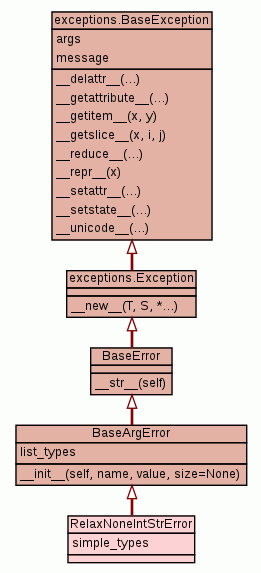 exceptions.BaseException
args
message
__delattr__(...)
__getattribute__(...)
__getitem__(x, y)
__getslice__(x, i, j)
__reduce__(...)
__repr__(x)
__setattr__(...)
__setstate__(...)
__unicode__(...)
exceptions.Exception
__new__(T, S, *...)
BaseError
__str__(self)
BaseArgError
list_types
__init__(self, name, value, size=None)
RelaxNoneIntStrError
simple_types